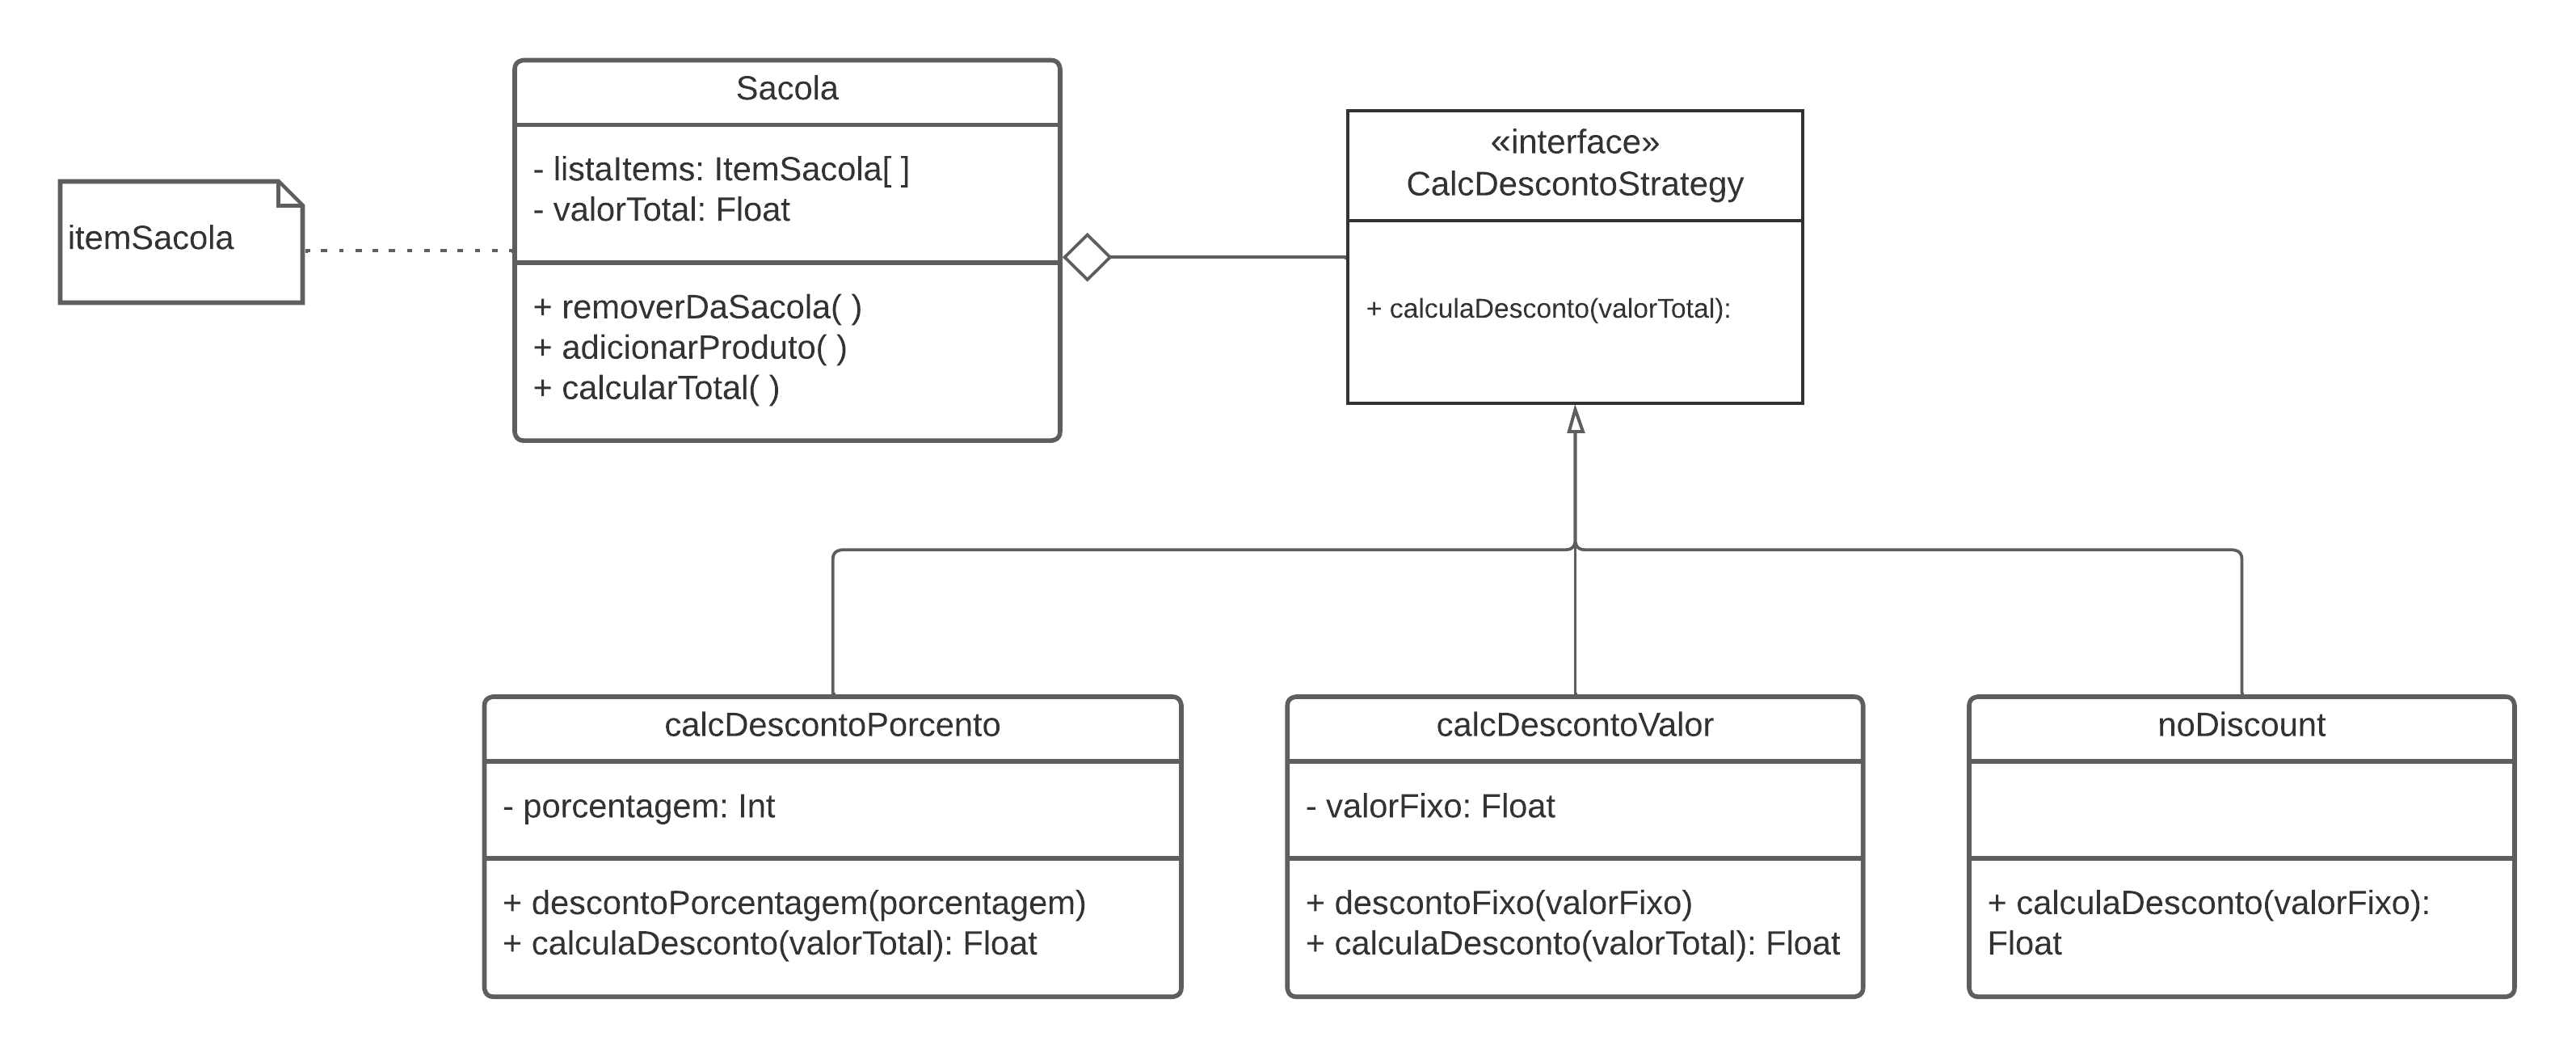 Sacola
- listaItems: ItemSacola[ ]
- valorTotal: Float
+ removerDaSacola( )
+ adicionarProduto( )
+ calcularTotal( )
itemSacola
«interface»
CalcDescontoStrategy
+ calculaDesconto(valorTotal):
calcDescontoPorcento
- porcentagem: Int
+ descontoPorcentagem(porcentagem)
+ calculaDesconto(valorTotal): Float
calcDescontoValor
- valorFixo: Float
+ descontoFixo(valorFixo)
+ calculaDesconto(valorTotal): Float
noDiscount
+ calculaDesconto(valorFixo):
Float